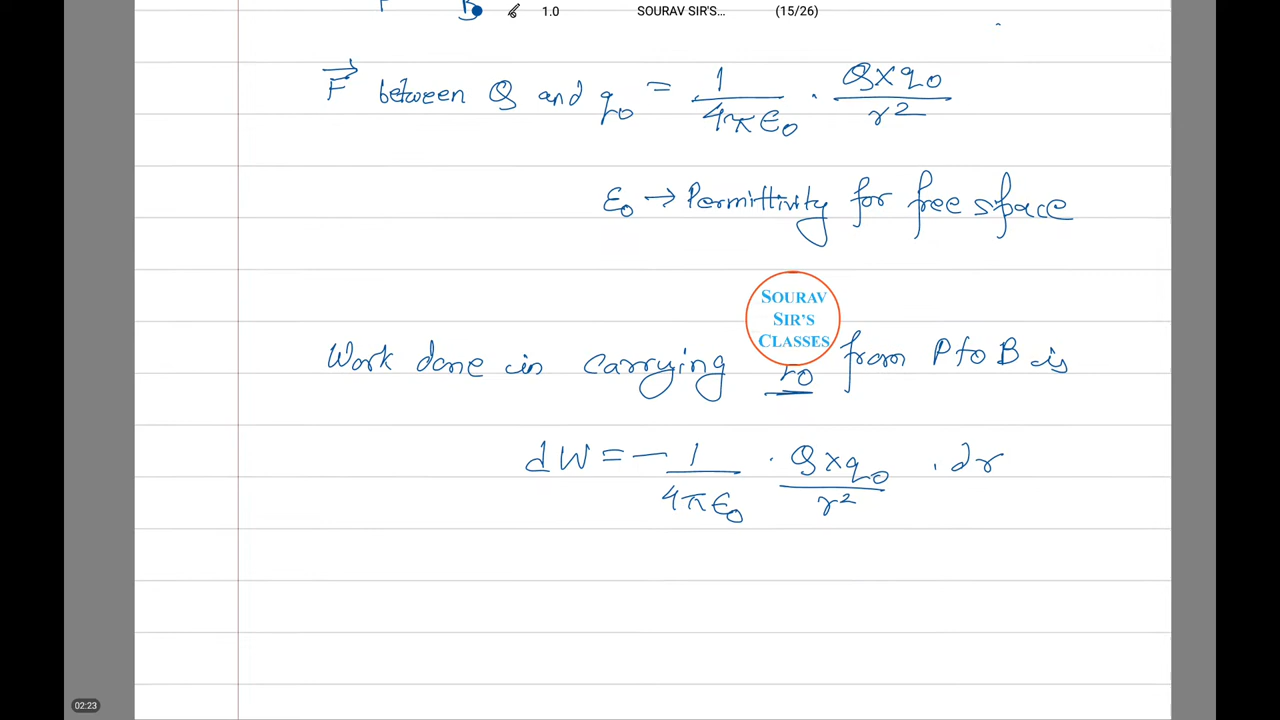 B 1.0 SOURAV SIR'S... (15/26)
F⃗ between Q and q₀ = 1/4πε₀ · Q×q₀/r²
ε₀ → Permittivity for free space
SOURAV
SIR'S
CLASSES
Work done in carrying from P to B is
dW = − 1/4πε₀ · Q×q₀/r² . dr
02:23